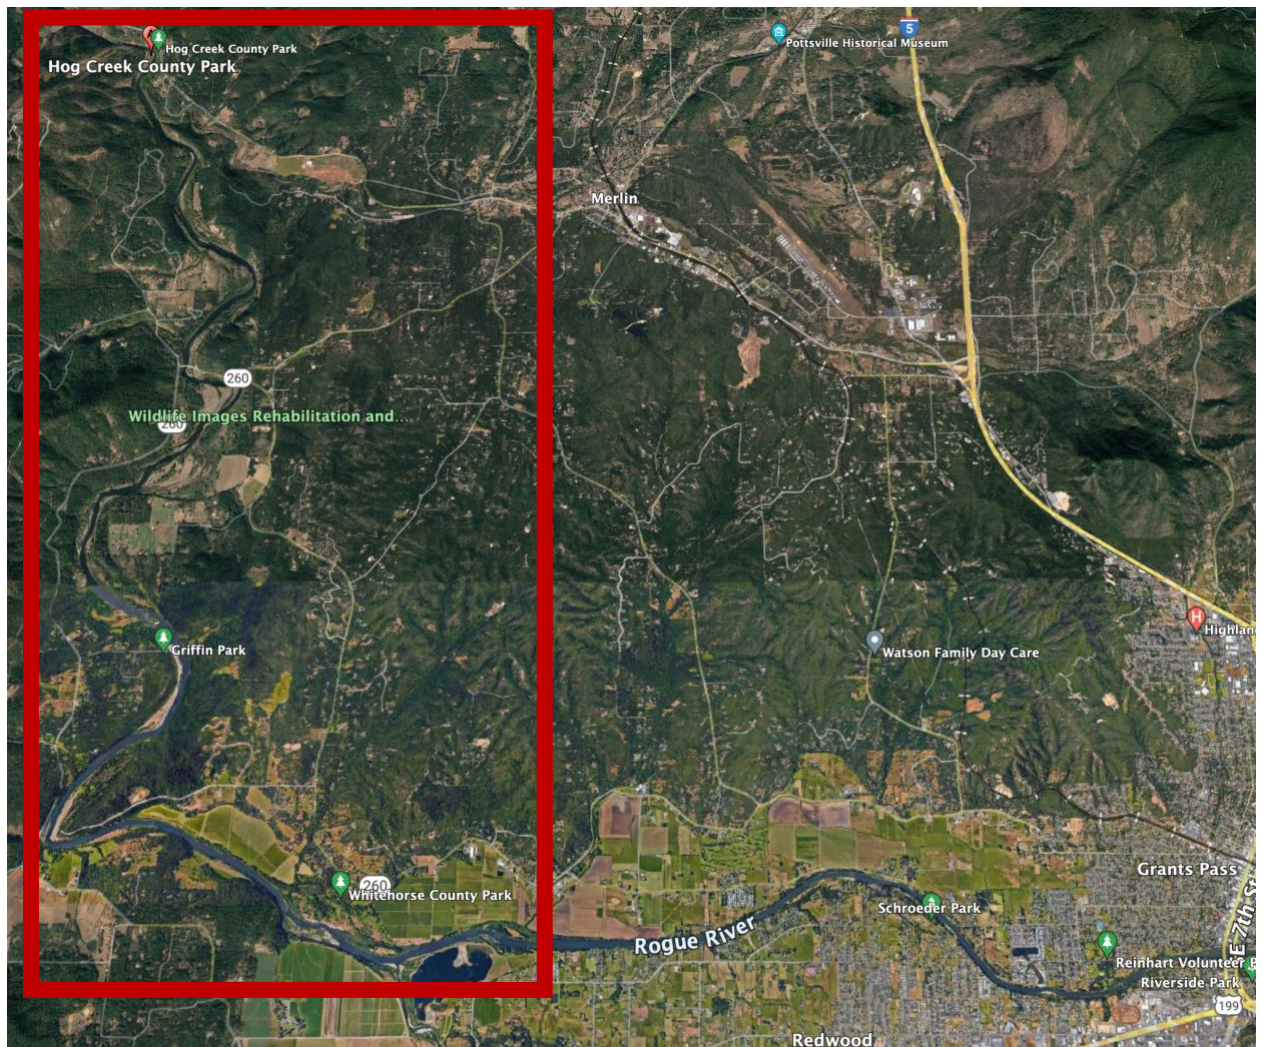 Hog Creek County Park
Hog Creek County Park
Pottsville Historical Museum
5
Merlin
260
Wildlife Images Rehabilitation and...
260
Griffin Park
H
Watson Family Day Care
Whitehorse County Park
260
Grants Pass
Schroeder Park
Rogue River
E 7th St
Reinhart Volunteer P
Riverside Park
199
Redwood
Highlan